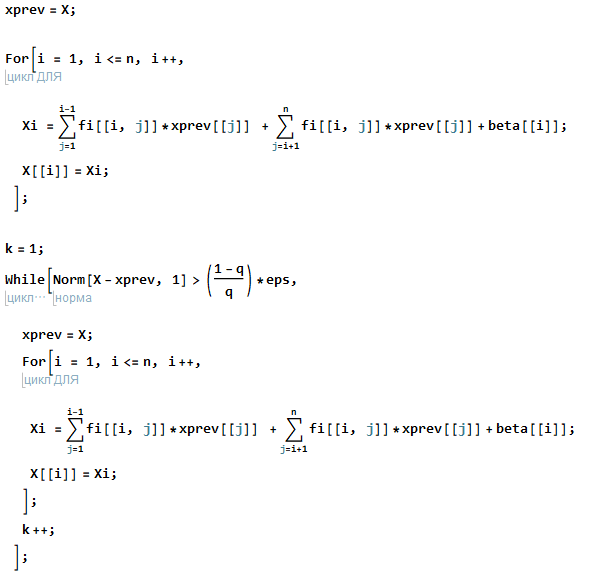 xprev = X;
For[i = 1, i <= n, i++,
цикл ДЛЯ
Xi = ∑_{j=1}^{i-1} fi[[i, j]] * xprev[[j]] + ∑_{j=i+1}^{n} fi[[i, j]] * xprev[[j]] + beta[[i]];
X[[i]] = Xi;
];
k = 1;
While[Norm[X - xprev, 1] > ((1 - q)/q) * eps,
цикл⋯ норма
xprev = X;
For[i = 1, i <= n, i++,
цикл ДЛЯ
Xi = ∑_{j=1}^{i-1} fi[[i, j]] * xprev[[j]] + ∑_{j=i+1}^{n} fi[[i, j]] * xprev[[j]] + beta[[i]];
X[[i]] = Xi;
];
k++;
];